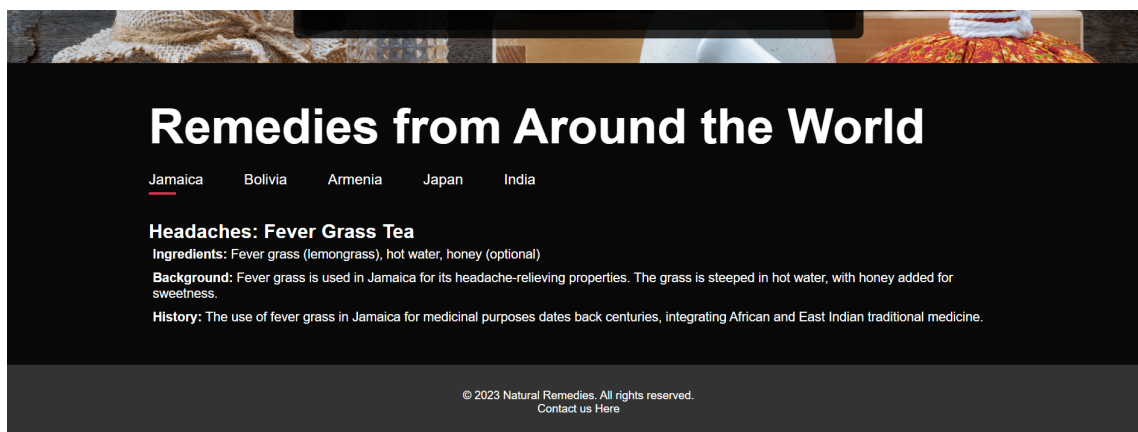 Remedies from Around the World
Jamaica Bolivia Armenia Japan India
Headaches: Fever Grass Tea
Ingredients: Fever grass (lemongrass), hot water, honey (optional)
Background: Fever grass is used in Jamaica for its headache-relieving properties. The grass is steeped in hot water, with honey added for
sweetness.
History: The use of fever grass in Jamaica for medicinal purposes dates back centuries, integrating African and East Indian traditional medicine.
© 2023 Natural Remedies. All rights reserved.
Contact us Here